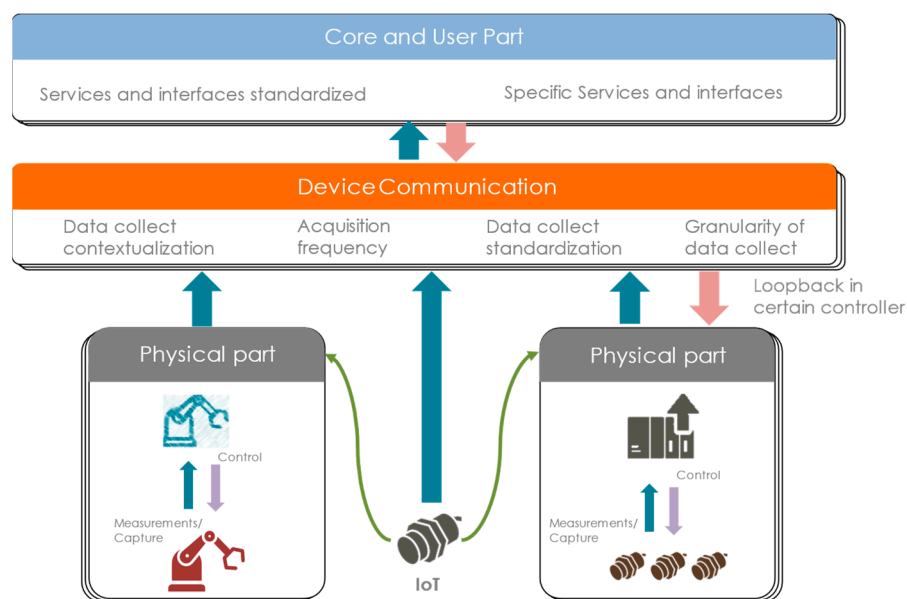 Core and User Part
Services and interfaces standardized
Specific Services and interfaces
Device Communication
Data collect
contextualization
Acquisition
frequency
Data collect
standardization
Granularity of
data collect
Loopback in
certain controller
Physical part
Control
Measurements/
Capture
IoT
Physical part
Control
Measurements/
Capture